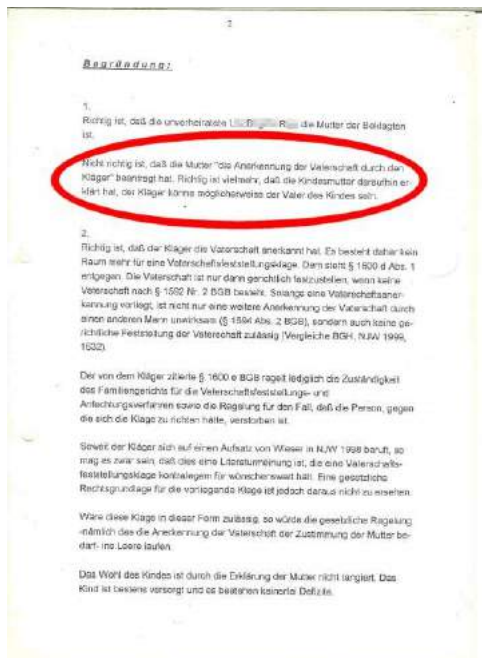 2
Begründung:
1.
Richtig ist, daß die unverheiratete die Mutter der Beklagten
ist.
Nicht richtig ist, daß die Mutter "die Anerkennung der Vaterschaft durch den
Kläger" beantragt hat. Richtig ist vielmehr, daß die Kindesmutter daraufhin er-
klärt hat, der Kläger könne möglicherweise der Vater des Kindes sein.
2.
Richtig ist, daß der Kläger die Vaterschaft anerkannt hat. Es besteht daher kein
Raum mehr für eine Vaterschaftsfeststellungsklage. Dem steht § 1600 d Abs. 1
entgegen. Die Vaterschaft ist nur dann gerichtlich festzustellen, wenn keine
Vaterschaft nach § 1592 Nr. 2 BGB besteht. Solange eine Vaterschaftsaner-
kennung vorliegt, ist nicht nur eine weitere Anerkennung der Vaterschaft durch
einen anderen Mann unwirksam (§ 1594 Abs. 2 BGB), sondern auch keine ge-
richtliche Feststellung der Vaterschaft zulässig (Vergleiche BGH, NJW 1999,
1632).
Der von dem Kläger zitierte § 1600 e BGB regelt lediglich die Zuständigkeit
des Familiengerichts für die Vaterschaftsfeststellungs- und
Anfechtungsverfahren sowie die Regelung für den Fall, daß die Person, gegen
die sich die Klage zu richten hätte, verstorben ist.
Soweit der Kläger sich auf einen Aufsatz von Wieser in NJW 1998 beruft, so
mag es zwar sein, daß dies eine Literaturmeinung ist, die eine Vaterschafts-
feststellungsklage kontralegem für wünschenswert hält. Eine gesetzliche
Rechtsgrundlage für die vorliegende Klage ist jedoch daraus nicht zu ersehen.
Wäre diese Klage in dieser Form zulässig, so würde die gesetzliche Regelung
-nämlich des die Anerkennung der Vaterschaft der Zustimmung der Mutter be-
darf- ins Leere laufen.
Das Wohl des Kindes ist durch die Erklärung der Mutter nicht tangiert. Das
Kind ist bestens versorgt und es bestehen keinerlei Defizite.